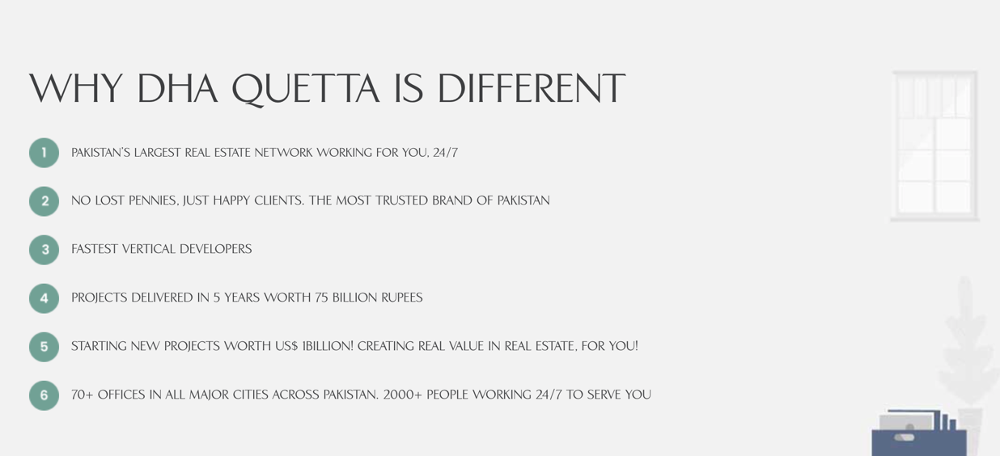 WHY DHA QUETTA IS DIFFERENT
1 PAKISTAN'S LARGEST REAL ESTATE NETWORK WORKING FOR YOU, 24/7
2 NO LOST PENNIES, JUST HAPPY CLIENTS. THE MOST TRUSTED BRAND OF PAKISTAN
3 FASTEST VERTICAL DEVELOPERS
4 PROJECTS DELIVERED IN 5 YEARS WORTH 75 BILLION RUPEES
5 STARTING NEW PROJECTS WORTH US$ 1BILLION! CREATING REAL VALUE IN REAL ESTATE, FOR YOU!
6 70+ OFFICES IN ALL MAJOR CITIES ACROSS PAKISTAN. 2000+ PEOPLE WORKING 24/7 TO SERVE YOU